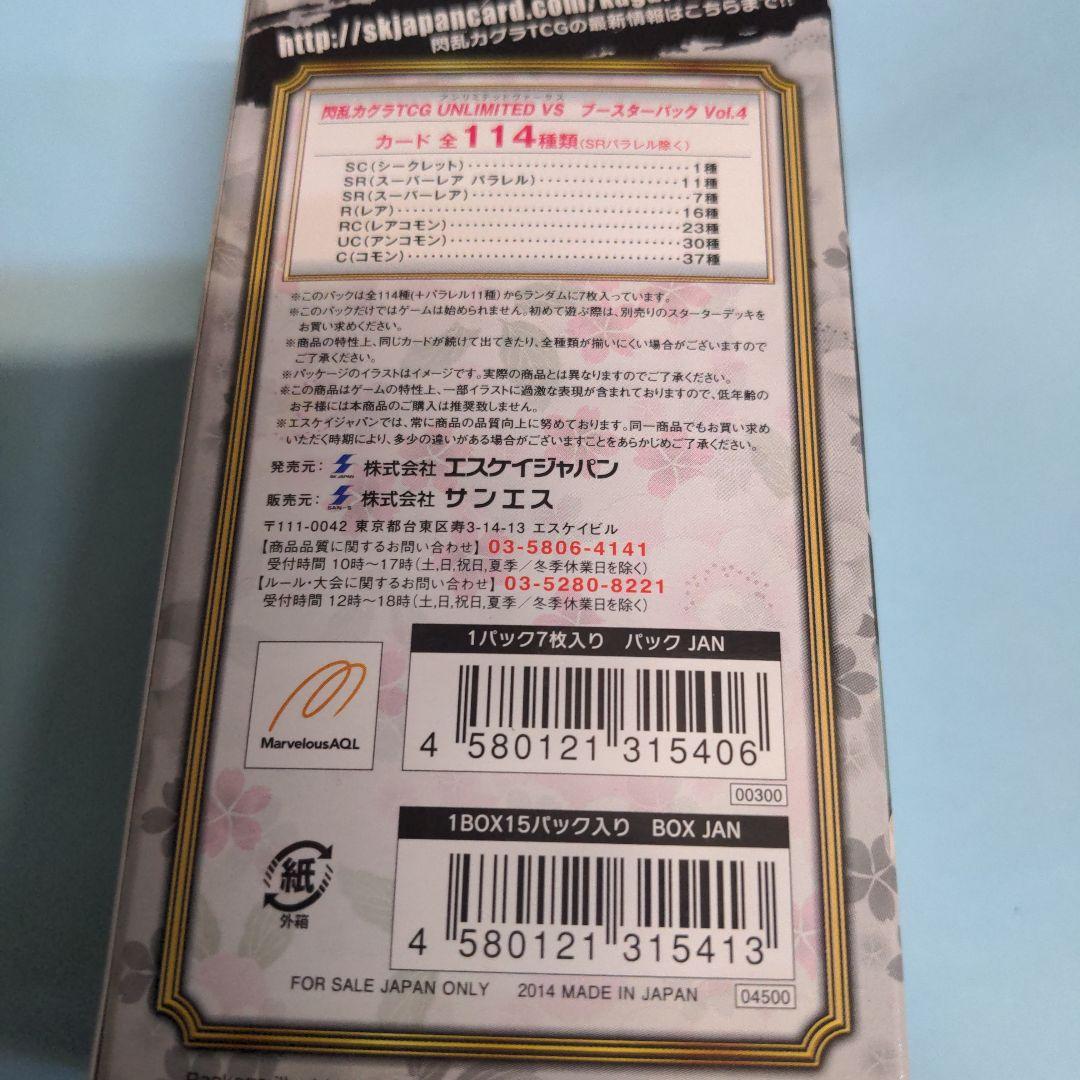 http://skjapancard.com/kagu
閃乱カグラTCGの最新情報はこちらまで!!
アンリミテッドヴァーサス
閃乱カグラTCG UNLIMITED VS ブースターパック Vol.4
カード 全114種類(SRパラレル除く)
SC(シークレット)・・・・・・・・・・・・・・・・・・・・・・・・・・・1種
SR(スーパーレア パラレル)・・・・・・・・・・・・・・・・・・11種
SR(スーパーレア)・・・・・・・・・・・・・・・・・・・・・・・・・・・7種
R(レア)・・・・・・・・・・・・・・・・・・・・・・・・・・・・・・・・・・16種
RC(レアコモン)・・・・・・・・・・・・・・・・・・・・・・・・・・・・23種
UC(アンコモン)・・・・・・・・・・・・・・・・・・・・・・・・・・・・30種
C(コモン)・・・・・・・・・・・・・・・・・・・・・・・・・・・・・・・・・37種
※このパックは全114種(+パラレル11種)からランダムに7枚入っています。
※このパックだけではゲームは始められません。初めて遊ぶ際は、別売りのスターターデッキを
お買い求めください。
※商品の特性上、同じカードが続けて出てきたり、全種類が揃いにくい場合がございますので
ご了承ください。
※パッケージのイラストはイメージです。実際の商品とは異なりますのでご了承ください。
※この商品はゲームの特性上、一部イラストに過激な表現が含まれておりますので、低年齢の
お子様には本商品のご購入は推奨致しません。
※エスケイジャパンでは、常に商品の品質向上に努めております。同一商品でもお買い求め
いただく時期により、多少の違いがある場合がございますことをあらかじめご了承ください。
発売元: SK JAPAN 株式会社 エスケイジャパン
販売元: SAN-S 株式会社 サンエス
〒111-0042 東京都台東区寿3-14-13 エスケイビル
【商品品質に関するお問い合わせ】 03-5806-4141
受付時間 10時~17時(土,日,祝日,夏季/冬季休業日を除く)
【ルール・大会に関するお問い合わせ】 03-5280-8221
受付時間 12時~18時(土,日,祝日,夏季/冬季休業日を除く)
MarvelousAQL
1パック7枚入り パック JAN
4 580121 315406
00300
1BOX15パック入り BOX JAN
4 580121 315413
紙
外箱
FOR SALE JAPAN ONLY 2014 MADE IN JAPAN
04500